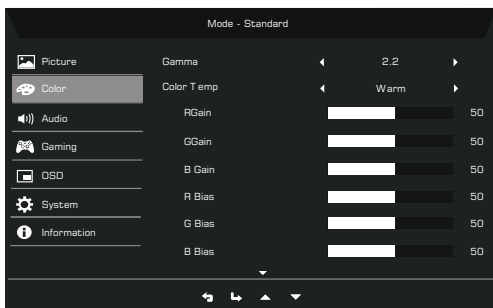 Mode - Standard
Picture
Color
Audio
Gaming
OSD
System
Information
Gamma 2.2
Color Temp Warm
RGain 50
GGain 50
B Gain 50
R Bias 50
G Bias 50
B Bias 50